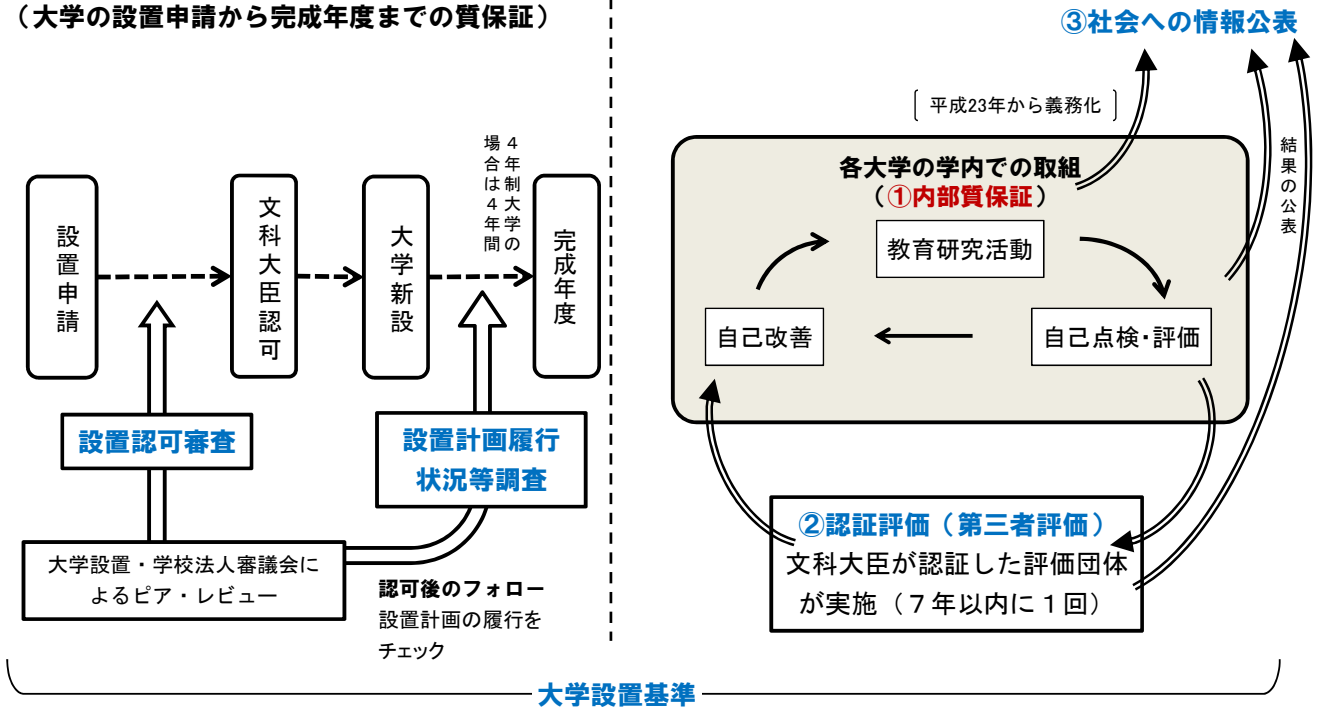 (大学の設置申請から完成年度までの質保証)
設置申請
文科大臣認可
大学新設
4年制大学の
場合は4年間
完成年度
設置認可審査
設置計画履行
状況等調査
大学設置・学校法人審議会に
よるピア・レビュー
認可後のフォロー
設置計画の履行を
チェック
③社会への情報公表
〔 平成23年から義務化 〕
結果の公表
各大学の学内での取組
(①内部質保証)
教育研究活動
自己改善
自己点検・評価
②認証評価(第三者評価)
文科大臣が認証した評価団体
が実施(7年以内に1回)
大学設置基準